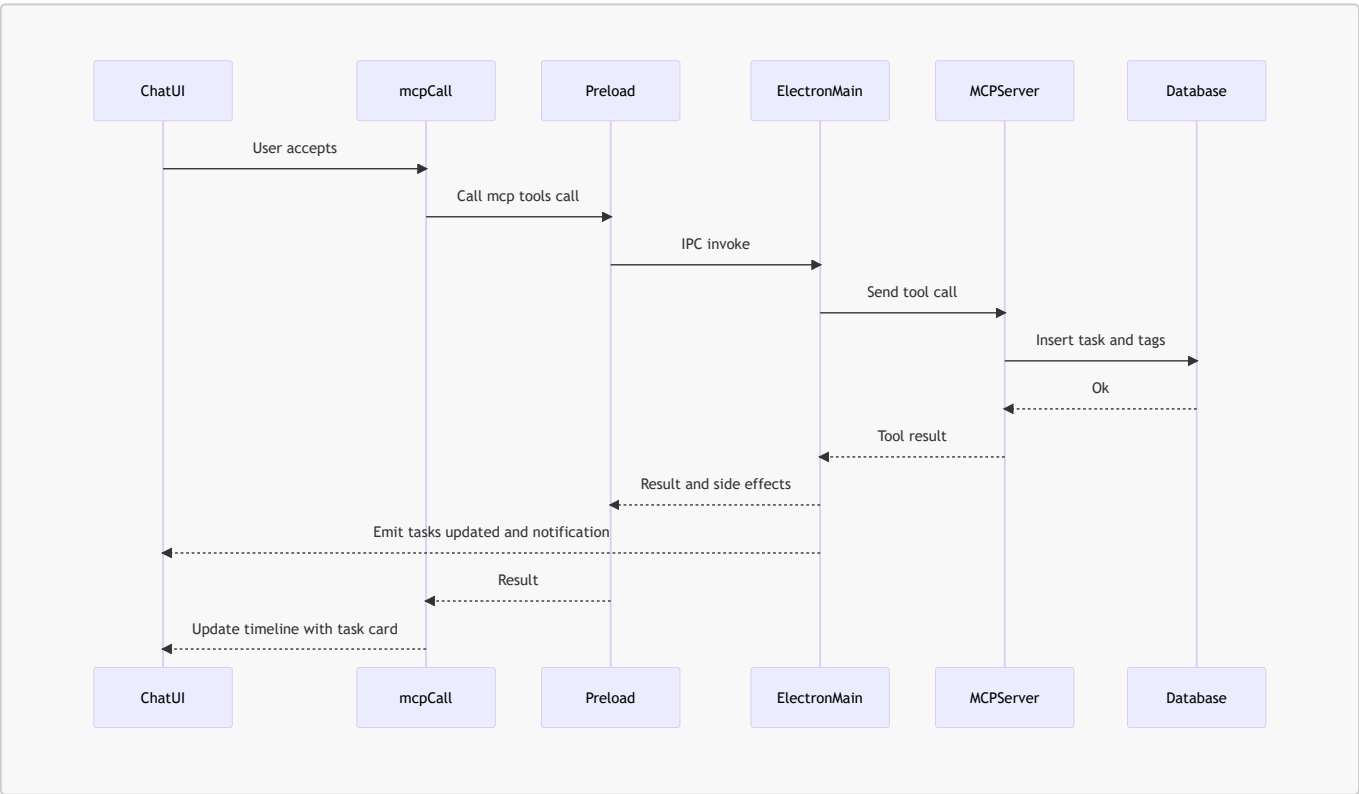 ChatUI
mcpCall
Preload
ElectronMain
MCPServer
Database
User accepts
Call mcp tools call
IPC invoke
Send tool call
Insert task and tags
Ok
Tool result
Result and side effects
Emit tasks updated and notification
Result
Update timeline with task card
ChatUI
mcpCall
Preload
ElectronMain
MCPServer
Database